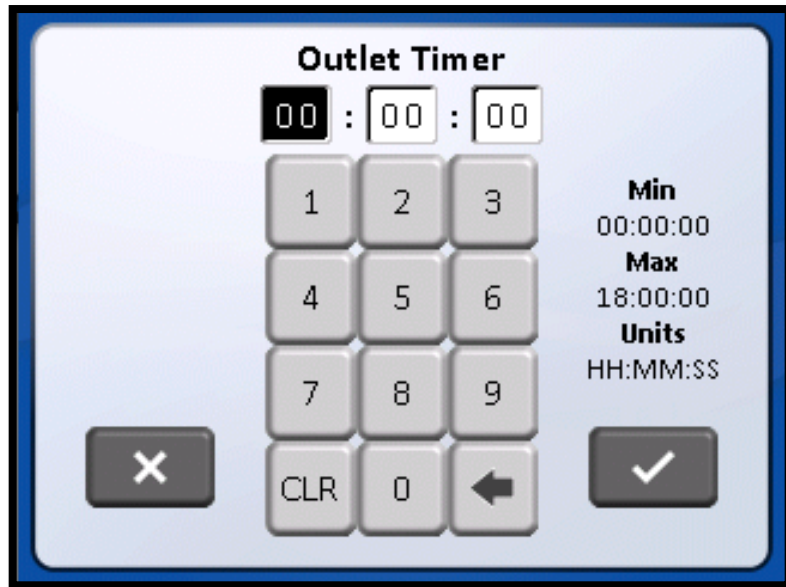 Outlet Timer
00 : 00 : 00
1 2 3
Min
00:00:00
Max
18:00:00
4 5 6
Units
HH:MM:SS
7 8 9
CLR 0